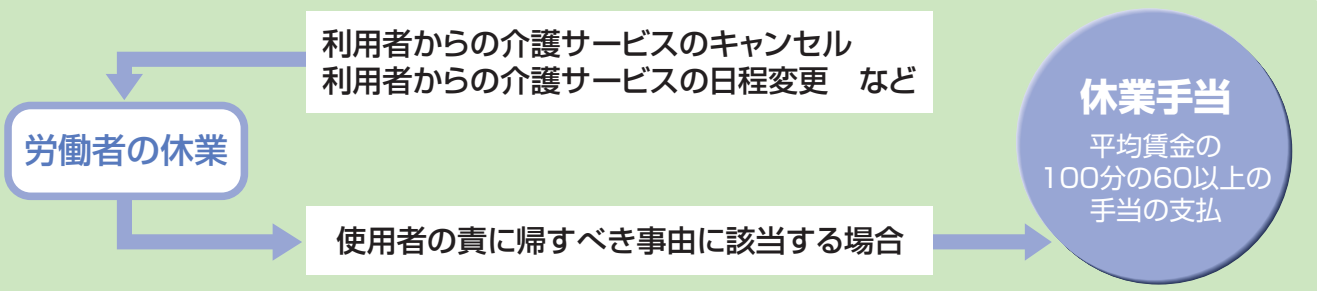 利用者からの介護サービスのキャンセル
利用者からの介護サービスの日程変更　など
労働者の休業
使用者の責に帰すべき事由に該当する場合
休業手当
平均賃金の
100分の60以上の
手当の支払